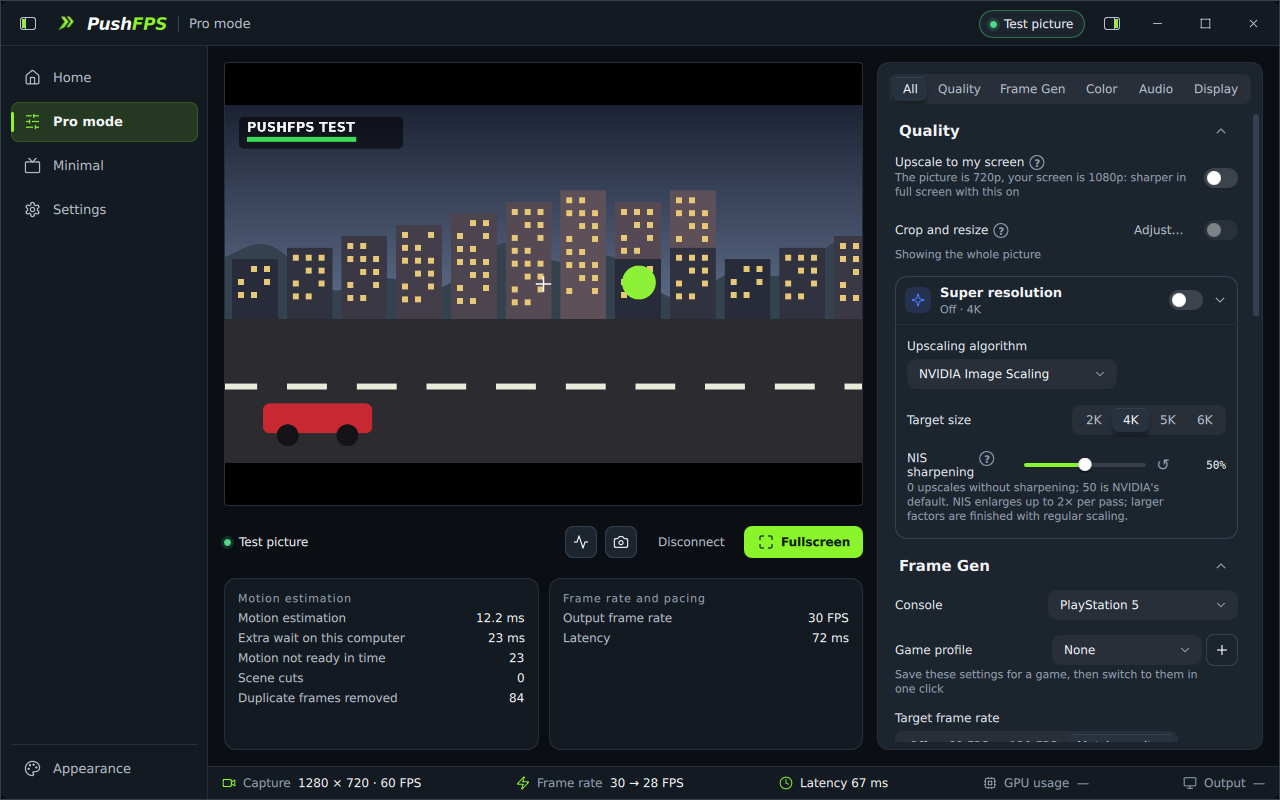 PushFPS
Pro mode
Test picture
Home
Pro mode
Minimal
Settings
Appearance
PUSHFPS TEST
Test picture
Disconnect
Fullscreen
Motion estimation
Motion estimation 12.2 ms
Extra wait on this computer 23 ms
Motion not ready in time 23
Scene cuts 0
Duplicate frames removed 84
Frame rate and pacing
Output frame rate 30 FPS
Latency 72 ms
All Quality Frame Gen Color Audio Display
Quality
Upscale to my screen ?
The picture is 720p, your screen is 1080p: sharper in
full screen with this on
Crop and resize ? Adjust...
Showing the whole picture
Super resolution
Off · 4K
Upscaling algorithm
NVIDIA Image Scaling
Target size 2K 4K 5K 6K
NIS
sharpening ? 50%
0 upscales without sharpening; 50 is NVIDIA's
default. NIS enlarges up to 2× per pass; larger
factors are finished with regular scaling.
Frame Gen
Console PlayStation 5
Game profile None
Save these settings for a game, then switch to them in
one click
Target frame rate
Capture 1280 × 720 · 60 FPS
Frame rate 30 → 28 FPS
Latency 67 ms
GPU usage —
Output —